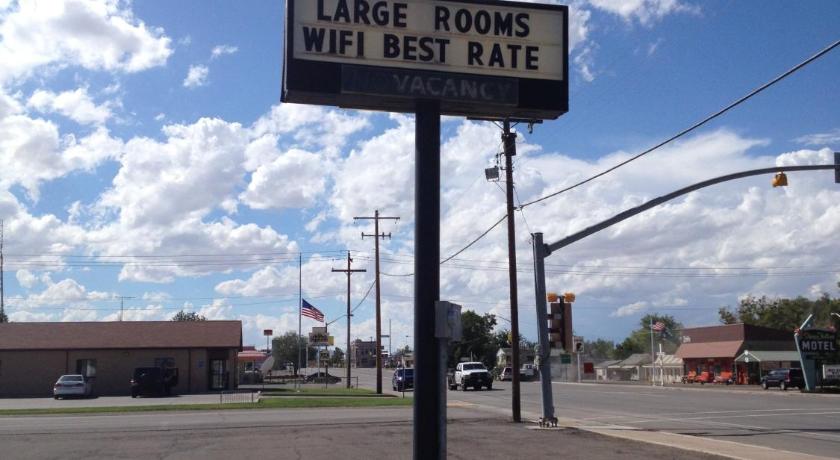 LARGE ROOMS
WIFI BEST RATE
VACANCY
MOTEL